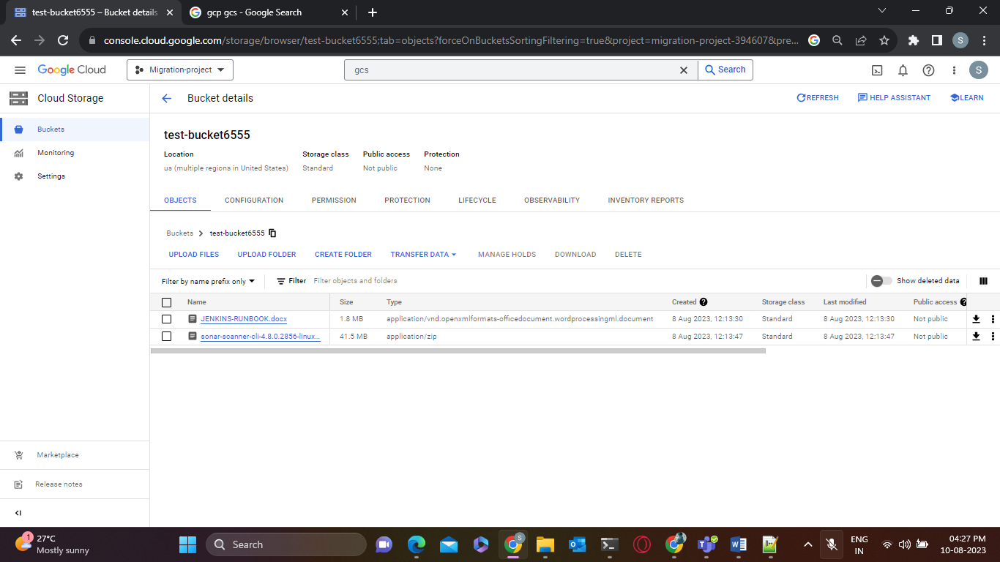 test-bucket6555 – Bucket details
gcp gcs - Google Search
console.cloud.google.com/storage/browser/test-bucket6555;tab=objects?forceOnBucketsSortingFiltering=true&project=migration-project-394607&pre...
S
Google Cloud
Migration-project
gcs
Search
S
Cloud Storage
Bucket details
REFRESH
HELP ASSISTANT
LEARN
Buckets
Monitoring
Settings
test-bucket6555
Location Storage class Public access Protection
us (multiple regions in United States) Standard Not public None
OBJECTS CONFIGURATION PERMISSION PROTECTION LIFECYCLE OBSERVABILITY INVENTORY REPORTS
Buckets > test-bucket6555
UPLOAD FILES UPLOAD FOLDER CREATE FOLDER TRANSFER DATA MANAGE HOLDS DOWNLOAD DELETE
Filter by name prefix only Filter Filter objects and folders Show deleted data
Name Size Type Created Storage class Last modified Public access
JENKINS-RUNBOOK.docx 1.8 MB application/vnd.openxmlformats-officedocument.wordprocessingml.document 8 Aug 2023, 12:13:30 Standard 8 Aug 2023, 12:13:30 Not public
sonar-scanner-cli-4.8.0.2856-linux... 41.5 MB application/zip 8 Aug 2023, 12:13:47 Standard 8 Aug 2023, 12:13:47 Not public
Marketplace
Release notes
1
27°C
Mostly sunny
Search
S
ENG
IN
04:27 PM
10-08-2023